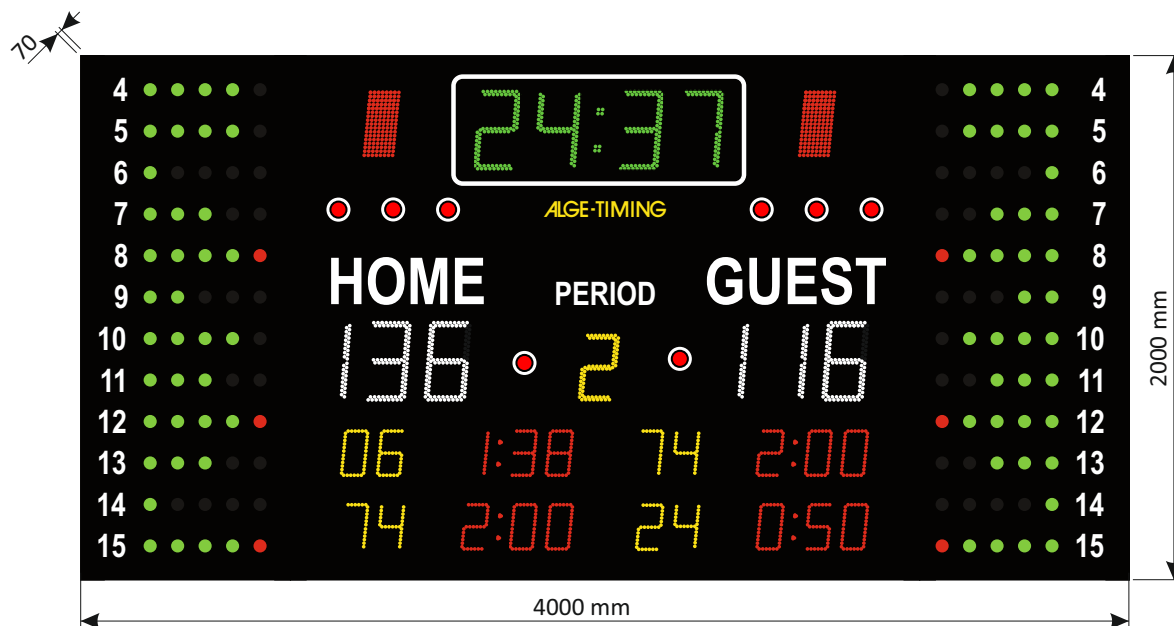 70
4 24:37 4
5 5
6 6
7 ALGE-TIMING 7
8 8
HOME PERIOD GUEST
9 9
10 10
136 2 116
11 11
12 12
06 1:38 74 2:00
13 13
14 14
74 2:00 24 0:50
15 15
2000 mm
4000 mm